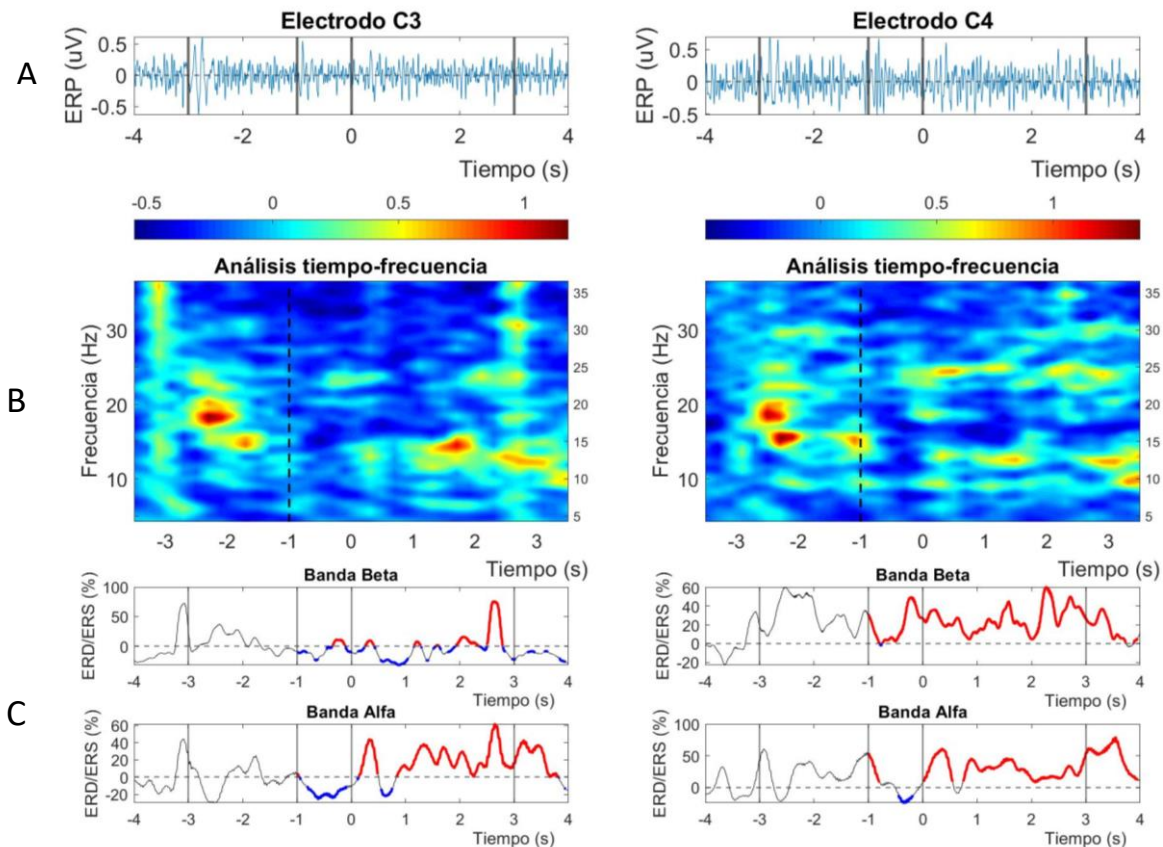 Electrodo C3
Electrodo C4
A
ERP (uV)
0.5
0
-0.5
-4 -2 0 2 4
Tiempo (s)
ERP (uV)
0.5
0
-0.5
-4 -2 0 2 4
Tiempo (s)
-0.5 0 0.5 1
0 0.5 1
B
Análisis tiempo-frecuencia
Frecuencia (Hz)
30
20
10
35
30
25
20
15
10
5
-3 -2 -1 0 1 2 3
Tiempo (s)
Análisis tiempo-frecuencia
Frecuencia (Hz)
30
20
10
35
30
25
20
15
10
5
-3 -2 -1 0 1 2 3
Tiempo (s)
C
Banda Beta
ERD/ERS (%)
100
50
0
-4 -3 -2 -1 0 1 2 3 4
Tiempo (s)
Banda Beta
ERD/ERS (%)
60
40
20
0
-20
-4 -3 -2 -1 0 1 2 3 4
Tiempo (s)
Banda Alfa
ERD/ERS (%)
60
40
20
0
-20
-4 -3 -2 -1 0 1 2 3 4
Tiempo (s)
Banda Alfa
ERD/ERS (%)
100
50
0
-4 -3 -2 -1 0 1 2 3 4
Tiempo (s)